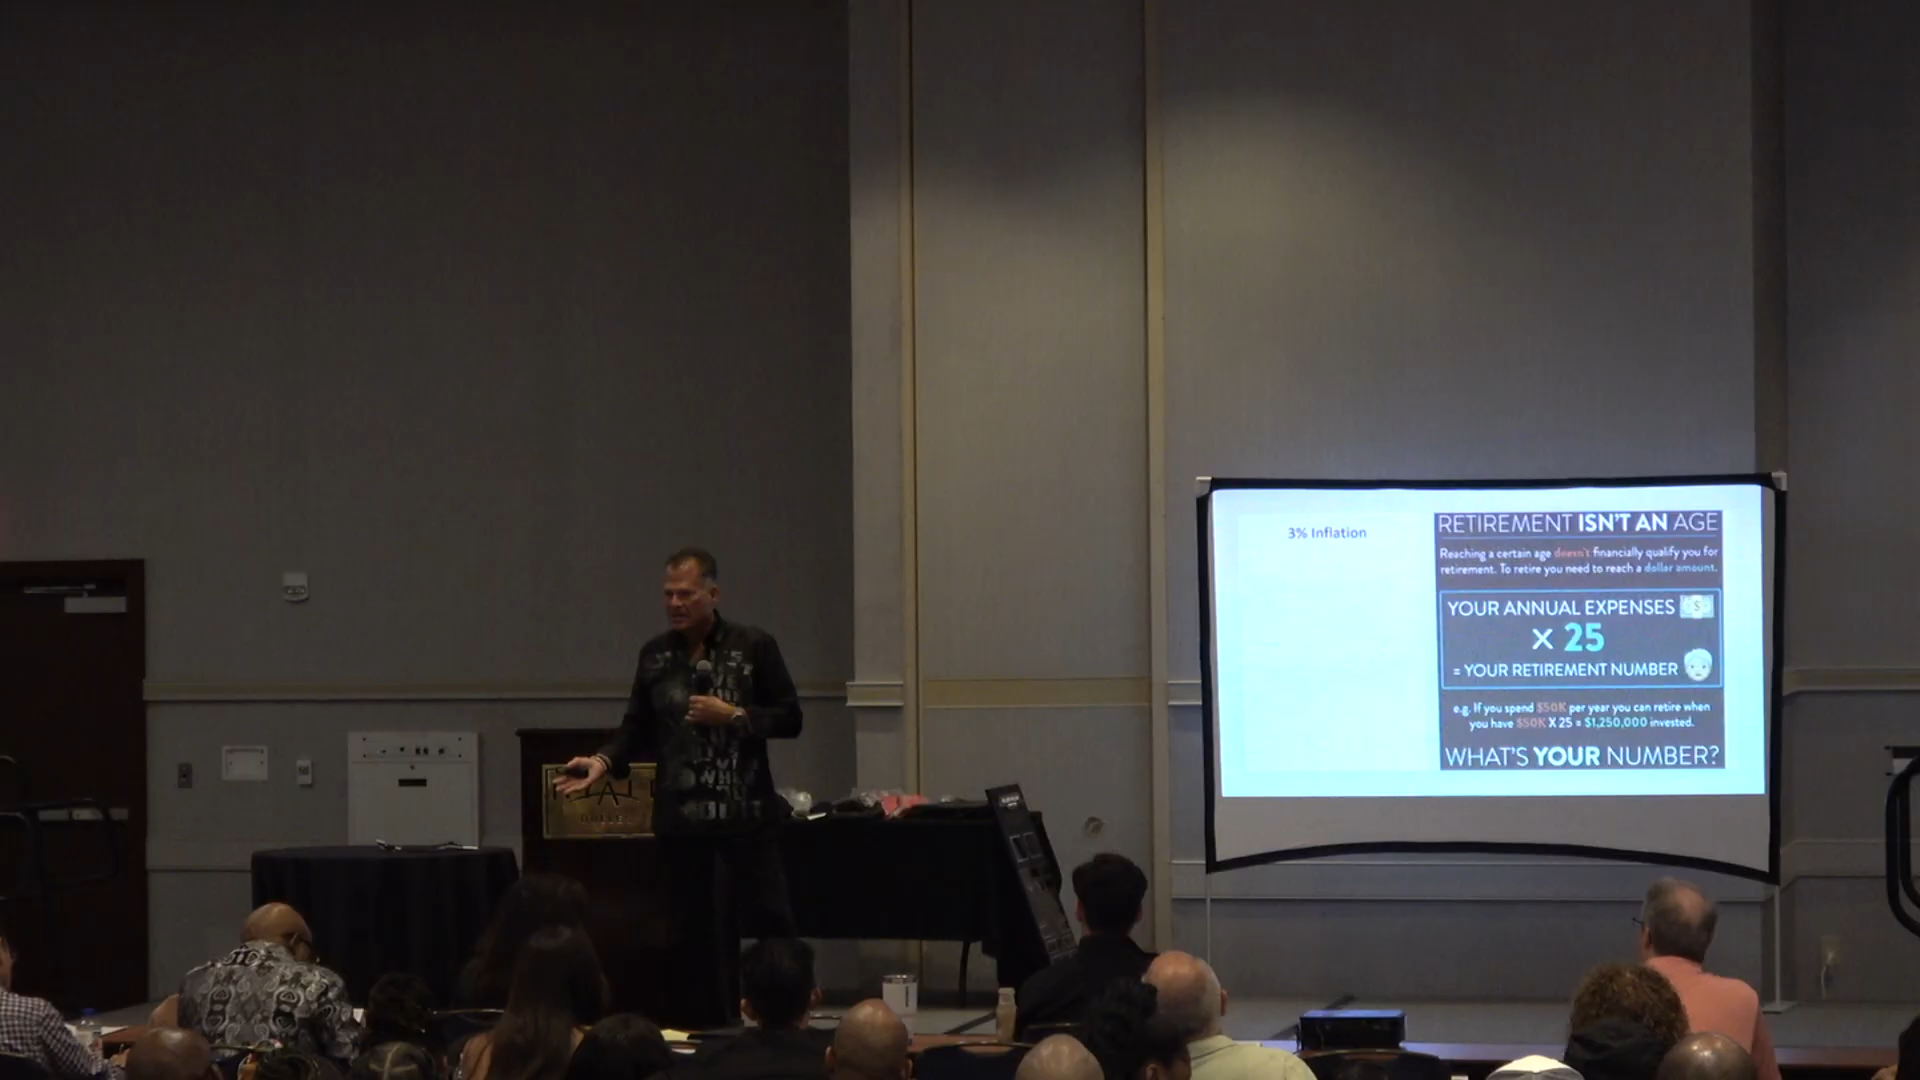 3% Inflation
RETIREMENT ISN'T AN AGE
Reaching a certain age doesn't financially qualify you for
retirement. To retire you need to reach a dollar amount.
YOUR ANNUAL EXPENSES
X 25
= YOUR RETIREMENT NUMBER
e.g. If you spend $50K per year you can retire when
you have $50K X 25 = $1,250,000 invested.
WHAT'S YOUR NUMBER?